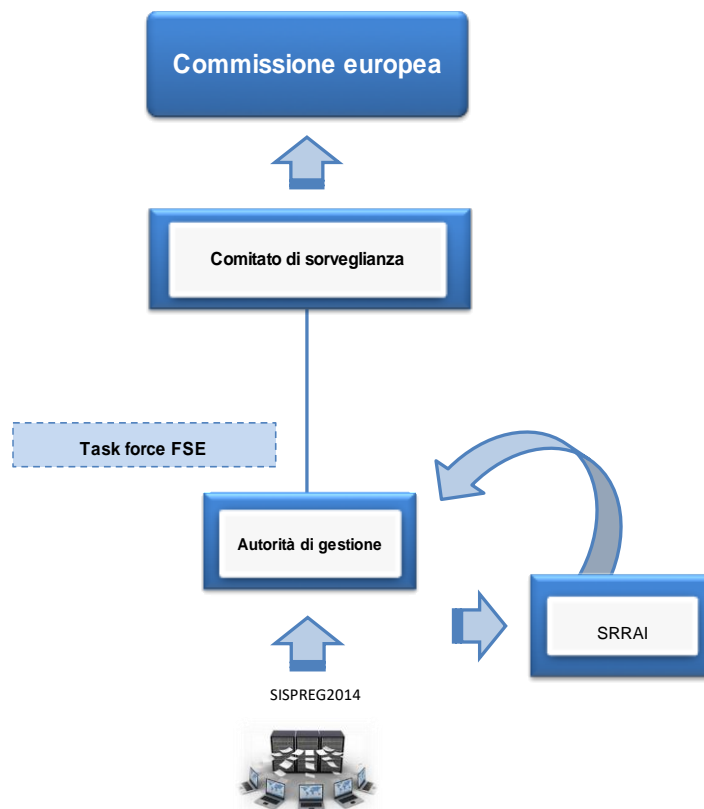 Commissione europea
Comitato di sorveglianza
Task force FSE
Autorità di gestione
SRRAI
SISPREG2014